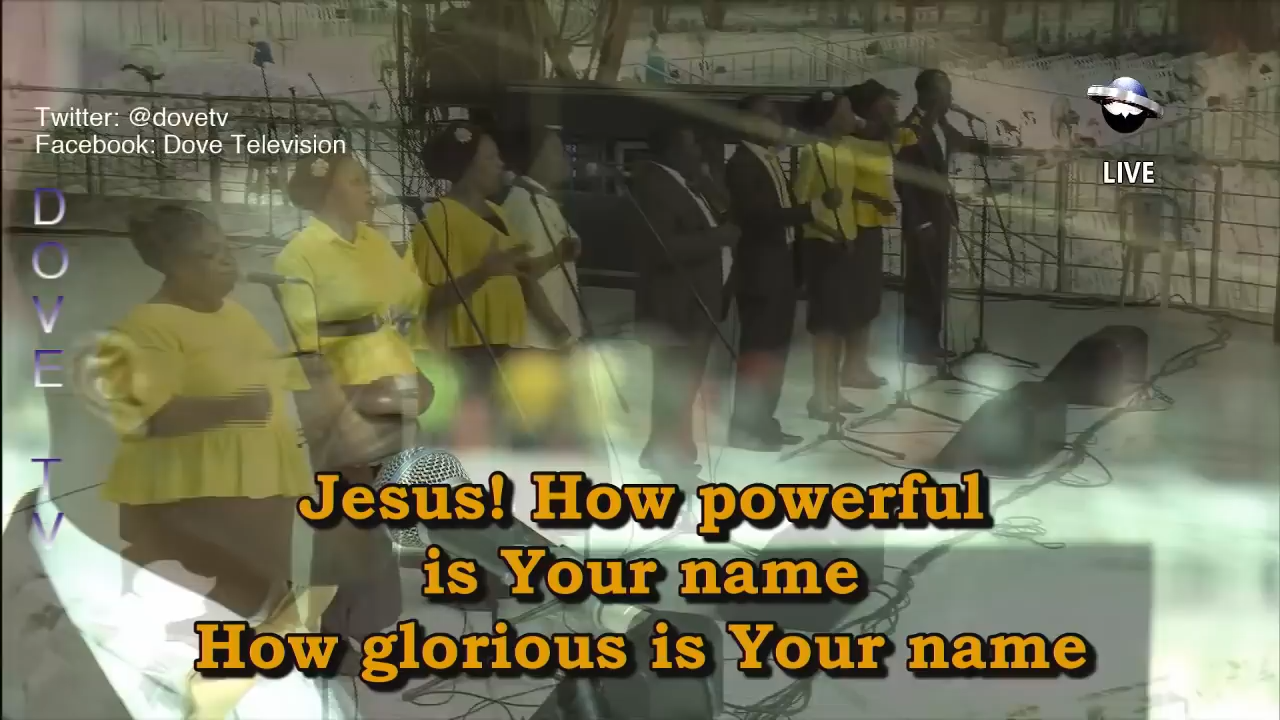 Twitter: @dovetv
Facebook: Dove Television
LIVE
DOVE TV
Jesus! How powerful
is Your name
How glorious is Your name